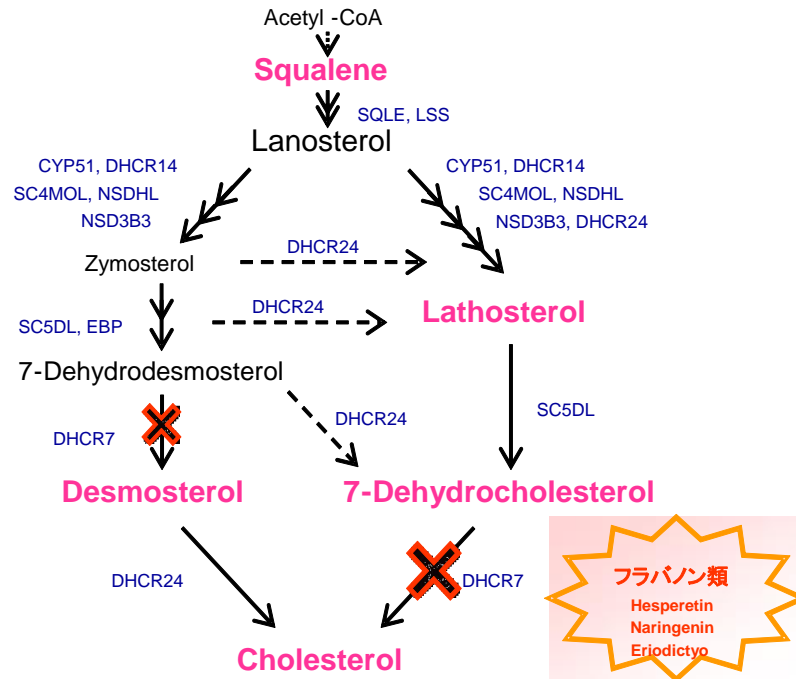 Acetyl -CoA
Squalene
SQLE, LSS
Lanosterol
CYP51, DHCR14
SC4MOL, NSDHL
NSD3B3
CYP51, DHCR14
SC4MOL, NSDHL
NSD3B3, DHCR24
DHCR24
Zymosterol
DHCR24
Lathosterol
SC5DL, EBP
7-Dehydrodesmosterol
DHCR24
SC5DL
DHCR7
Desmosterol
7-Dehydrocholesterol
DHCR24
DHCR7
Cholesterol
フラバノン類
Hesperetin
Naringenin
Eriodictyo